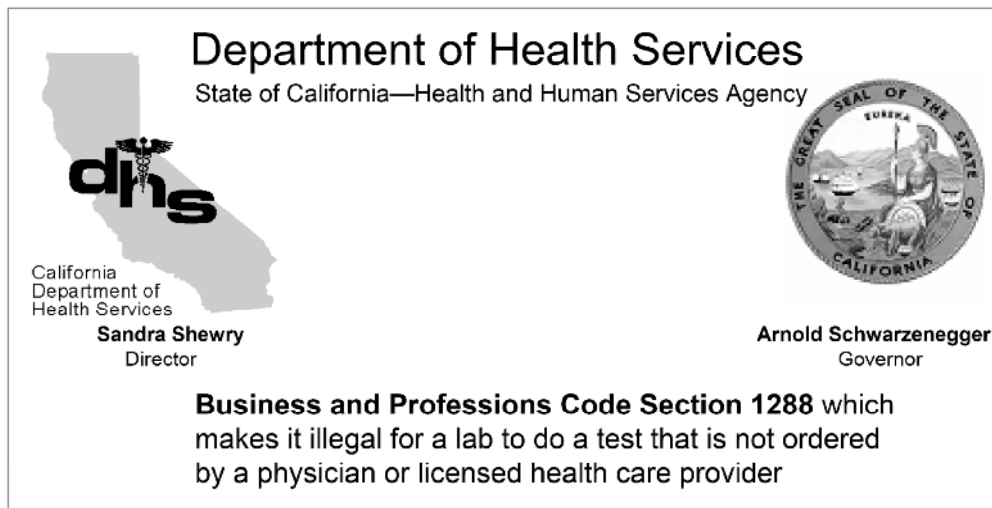 Department of Health Services
State of California—Health and Human Services Agency
dhs
California
Department of
Health Services
Sandra Shewry
Director
THE GREAT SEAL OF THE STATE OF CALIFORNIA
EUREKA
Arnold Schwarzenegger
Governor
Business and Professions Code Section 1288 which
makes it illegal for a lab to do a test that is not ordered
by a physician or licensed health care provider